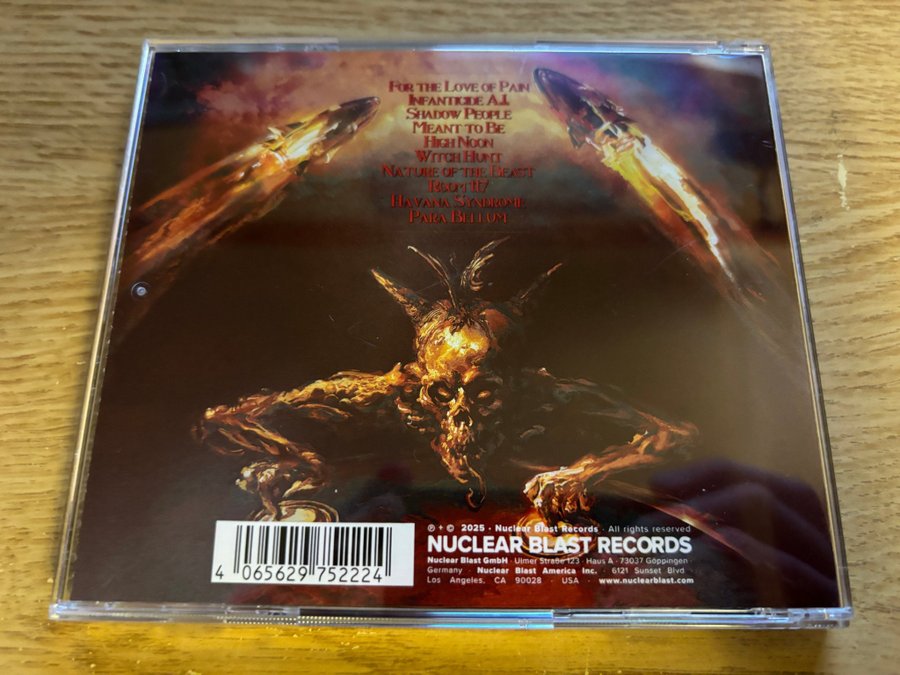 For the Love of Pain
Infanticide A.I.
Shadow People
Meant to Be
High Noon
Witch Hunt
Nature of the Beast
Room 117
Havana Syndrome
Para Bellum
4 065629 752224
℗ + © 2025 · Nuclear Blast Records · All rights reserved
NUCLEAR BLAST RECORDS
Nuclear Blast GmbH · Ulmer Straße 123 · Haus A · 73037 Göppingen
Germany · Nuclear Blast America Inc. · 6121 Sunset Blvd ·
Los Angeles, CA 90028 · USA · www.nuclearblast.com